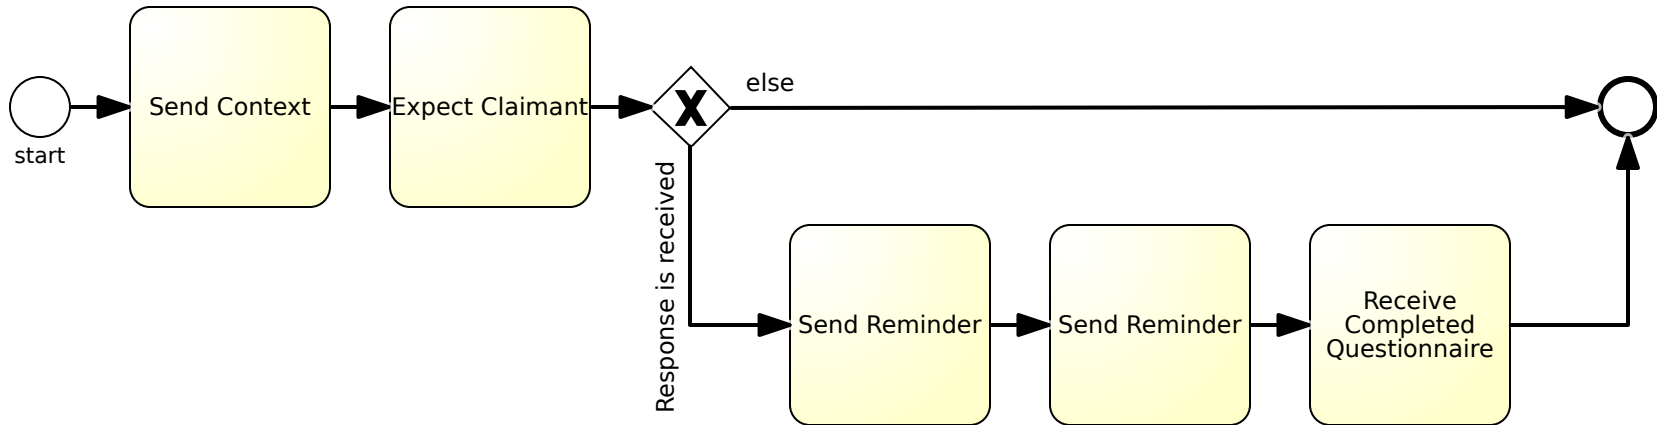 start
Send Context
Expect Claimant
X
else
Response is received
Send Reminder
Send Reminder
Receive
Completed
Questionnaire